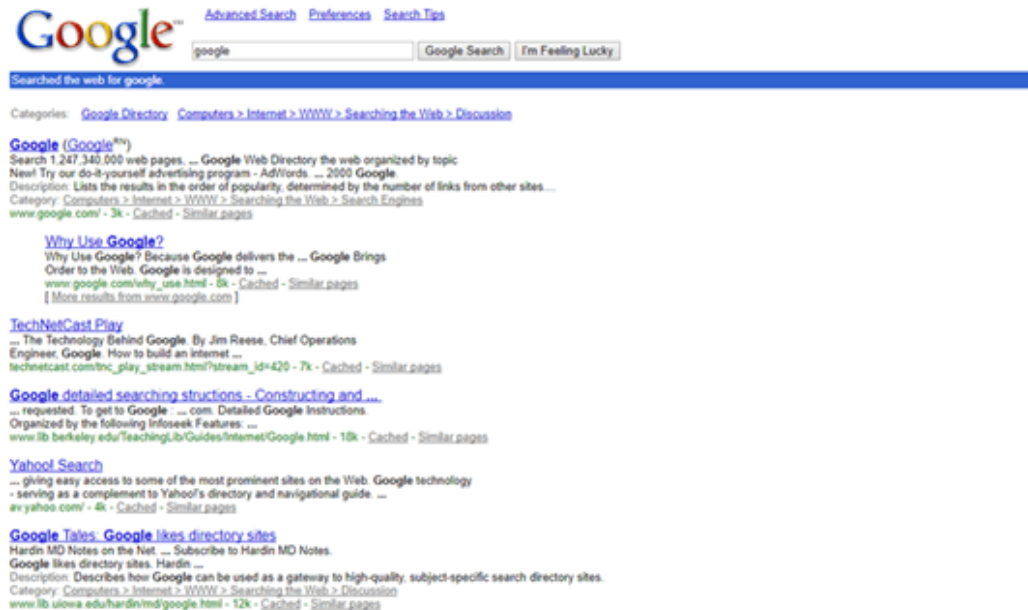 Google™
Advanced Search Preferences Search Tips
google Google Search I'm Feeling Lucky
Searched the web for google.
Categories: Google Directory Computers > Internet > WWW > Searching the Web > Discussion
Google (GoogleRN)
Search 1,247,340,000 web pages, ... Google Web Directory the web organized by topic
New! Try our do-it-yourself advertising program - AdWords. ... 2000 Google.
Description: Lists the results in the order of popularity, determined by the number of links from other sites....
Category: Computers > Internet > WWW > Searching the Web > Search Engines
www.google.com/ - 3k - Cached - Similar pages
Why Use Google?
Why Use Google? Because Google delivers the ... Google Brings
Order to the Web. Google is designed to ...
www.google.com/why_use.html - 8k - Cached - Similar pages
[ More results from www.google.com ]
TechNetCast Play
... The Technology Behind Google. By Jim Reese, Chief Operations
Engineer, Google. How to build an internet ...
technetcast.com/tnc_play_stream.html?stream_id=420 - 7k - Cached - Similar pages
Google detailed searching structions - Constructing and ...
... requested. To get to Google : ... com. Detailed Google Instructions.
Organized by the following Infoseek Features: ...
www.lib.berkeley.edu/TeachingLib/Guides/Internet/Google.html - 18k - Cached - Similar pages
Yahoo! Search
... giving easy access to some of the most prominent sites on the Web. Google technology
- serving as a complement to Yahoo!'s directory and navigational guide. ...
av.yahoo.com/ - 4k - Cached - Similar pages
Google Tales: Google likes directory sites
Hardin MD Notes on the Net. ... Subscribe to Hardin MD Notes.
Google likes directory sites. Hardin ...
Description: Describes how Google can be used as a gateway to high-quality, subject-specific search directory sites.
Category: Computers > Internet > WWW > Searching the Web > Discussion
www.lib.uiowa.edu/hardin/md/google.html - 12k - Cached - Similar pages